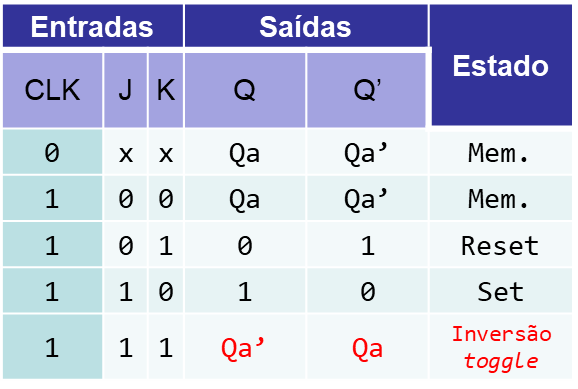 Entradas Saídas Estado
CLK J K Q Q’
0 x x Qa Qa’ Mem.
1 0 0 Qa Qa’ Mem.
1 0 1 0 1 Reset
1 1 0 1 0 Set
1 1 1 Qa’ Qa Inversão
toggle